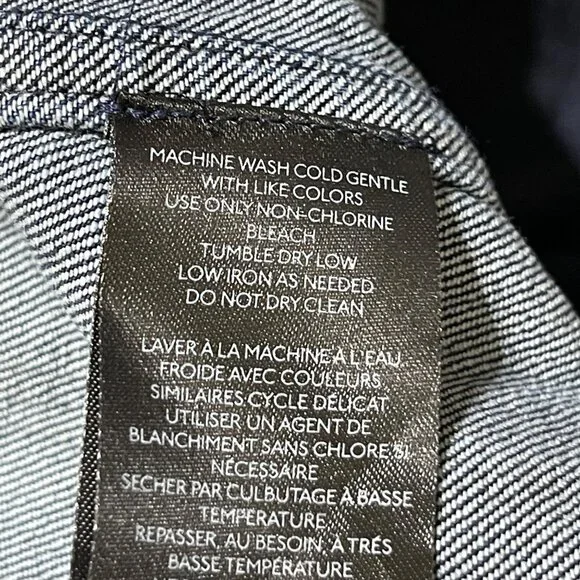 MACHINE WASH COLD GENTLE
WITH LIKE COLORS
USE ONLY NON-CHLORINE
BLEACH
TUMBLE DRY LOW
LOW IRON AS NEEDED
DO NOT DRY CLEAN
LAVER À LA MACHINE À L'EAU
FROIDE AVEC COULEURS
SIMILAIRES, CYCLE DÉLICAT
UTILISER UN AGENT DE
BLANCHIMENT SANS CHLORE SI
NÉCESSAIRE
SECHER PAR CULBUTAGE À BASSE
TEMPÉRATURE
REPASSER, AU BESOIN À TRÉS
BASSE TEMPÉRATURE